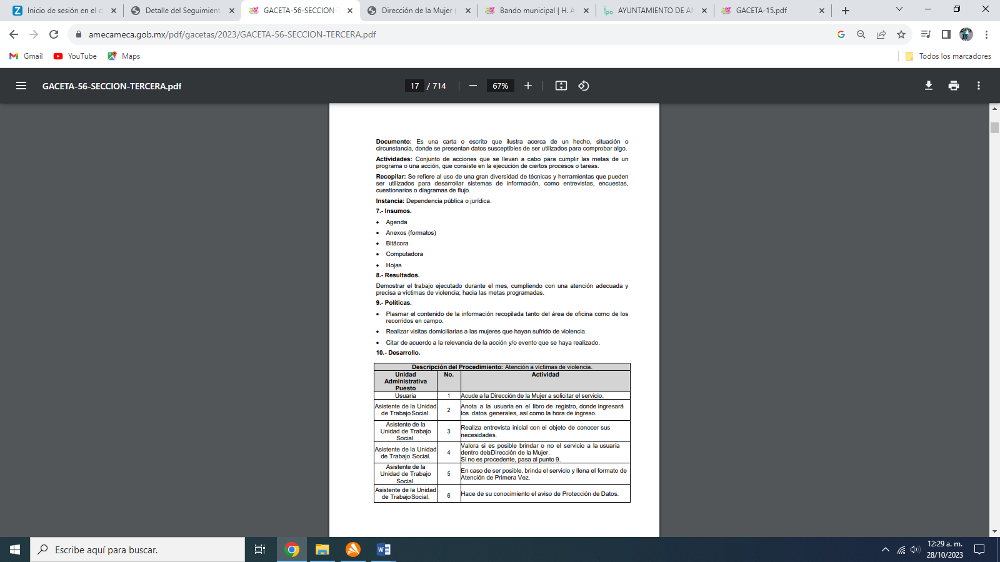 Inicio de sesión en el c
Detalle del Seguimient
GACETA-56-SECCION-T
Dirección de la Mujer (
Bando municipal | H. A
AYUNTAMIENTO DE AM
GACETA-15.pdf
amecameca.gob.mx/pdf/gacetas/2023/GACETA-56-SECCION-TERCERA.pdf
Gmail
YouTube
Maps
Todos los marcadores
GACETA-56-SECCION-TERCERA.pdf
17 / 714
67%
Documento: Es una carta o escrito que ilustra acerca de un hecho, situación o
circunstancia, donde se presentan datos susceptibles de ser utilizados para comprobar algo.
Actividades: Conjunto de acciones que se llevan a cabo para cumplir las metas de un
programa o una acción, que consiste en la ejecución de ciertos procesos o tareas.
Recopilar: Se refiere al uso de una gran diversidad de técnicas y herramientas que pueden
ser utilizados para desarrollar sistemas de información, como entrevistas, encuestas,
cuestionarios o diagramas de flujo.
Instancia: Dependencia pública o jurídica.
7.- Insumos.
• Agenda
• Anexos (formatos)
• Bitácora
• Computadora
• Hojas
8.- Resultados.
Demostrar el trabajo ejecutado durante el mes, cumpliendo con una atención adecuada y
precisa a víctimas de violencia; hacia las metas programadas.
9.- Políticas.
• Plasmar el contenido de la información recopilada tanto del área de oficina como de los
recorridos en campo.
• Realizar visitas domiciliarias a las mujeres que hayan sufrido de violencia.
• Citar de acuerdo a la relevancia de la acción y/o evento que se haya realizado.
10.- Desarrollo.
Descripción del Procedimiento: Atención a víctimas de violencia.
Unidad
Administrativa
Puesto
No.
Actividad
Usuaria
1
Acude a la Dirección de la Mujer a solicitar el servicio.
Asistente de la Unidad
de Trabajo Social.
2
Anota a la usuaria en el libro de registro, donde ingresará
los datos generales, así como la hora de ingreso.
Asistente de la
Unidad de Trabajo
Social.
3
Realiza entrevista inicial con el objeto de conocer sus
necesidades.
Asistente de la Unidad
de Trabajo Social.
4
Valora si es posible brindar o no el servicio a la usuaria
dentro de la Dirección de la Mujer.
Si no es procedente, pasa al punto 9.
Asistente de la
Unidad de Trabajo
Social.
5
En caso de ser posible, brinda el servicio y llena el formato de
Atención de Primera Vez.
Asistente de la Unidad
de Trabajo Social.
6
Hace de su conocimiento el aviso de Protección de Datos.
Escribe aquí para buscar.
12:29 a. m.
28/10/2023